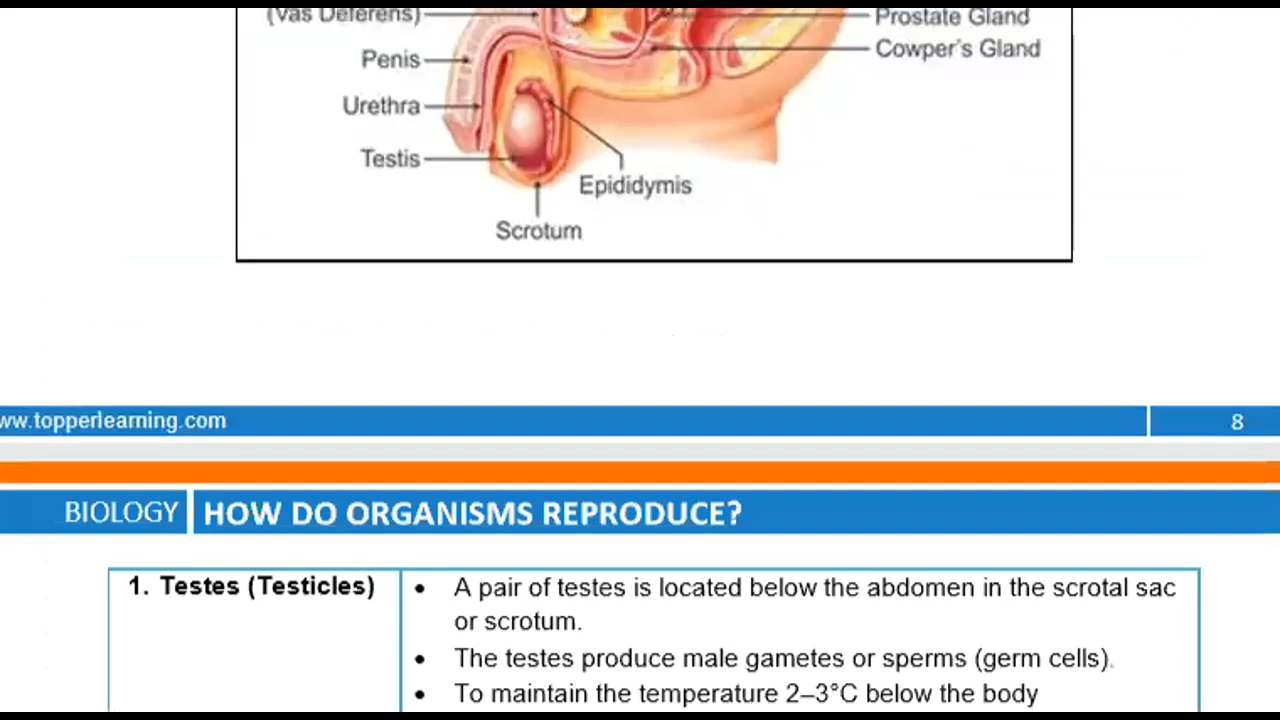 (Vas Deferens)
Prostate Gland
Penis
Cowper's Gland
Urethra
Testis
Epididymis
Scrotum
ww.topperlearning.com
8
BIOLOGY
HOW DO ORGANISMS REPRODUCE?
1. Testes (Testicles)
• A pair of testes is located below the abdomen in the scrotal sac
or scrotum.
• The testes produce male gametes or sperms (germ cells).
• To maintain the temperature 2–3°C below the body